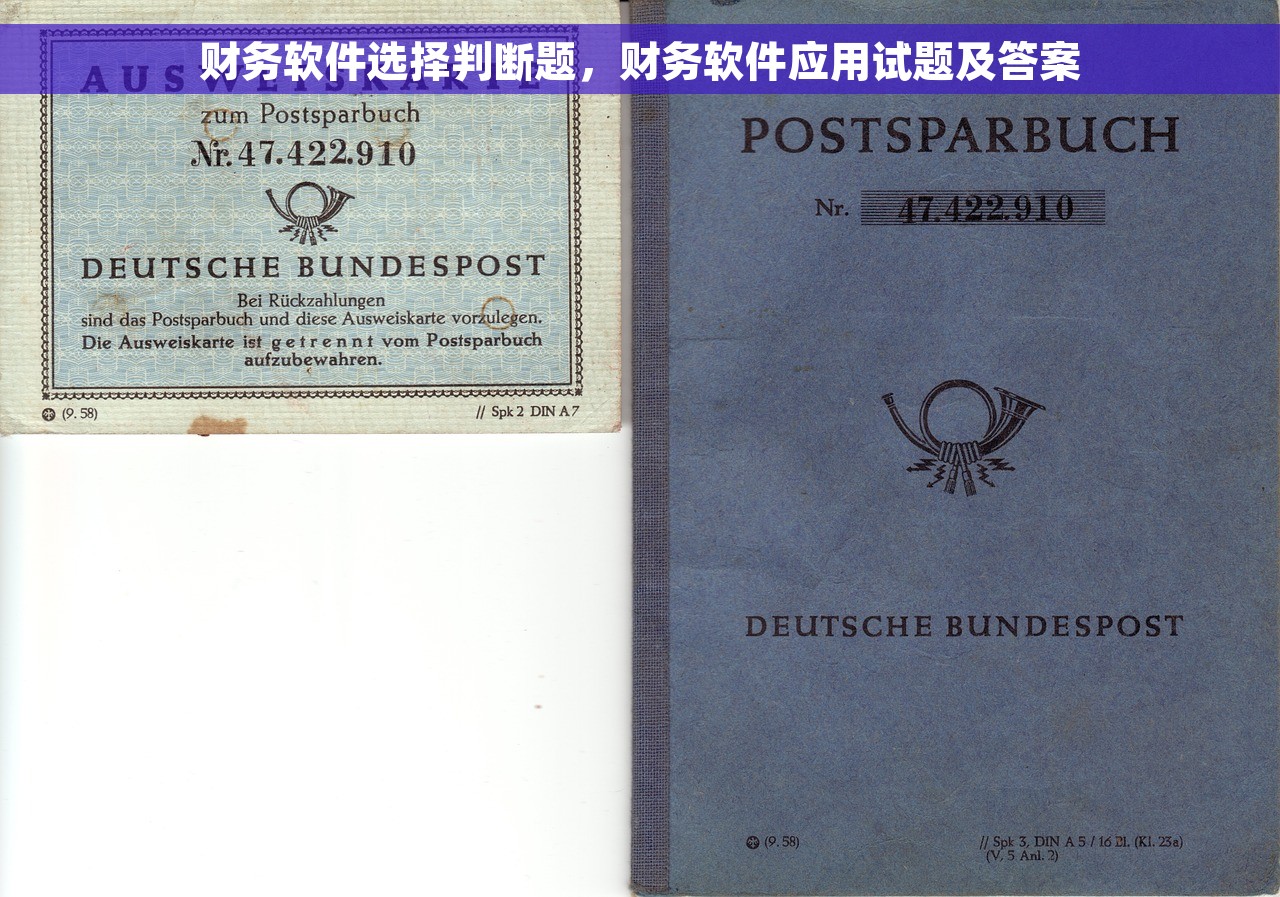 财务软件选择判断题，财务软件应用试题及答案
AUSWEISKARTE
zum Postsparbuch
Nr. 47.422.910
DEUTSCHE BUNDESPOST
Bei Rückzahlungen
sind das Postsparbuch und diese Ausweiskarte vorzulegen.
Die Ausweiskarte ist getrennt vom Postsparbuch
aufzubewahren.
(9. 58)
// Spk 2 DIN A 7
POSTSPARBUCH
Nr. 47.422.910
DEUTSCHE BUNDESPOST
(9. 58)
// Spk 3, DIN A 5 / 16 Bl. (Kl. 23a)
(V, 5 Anl. 2)